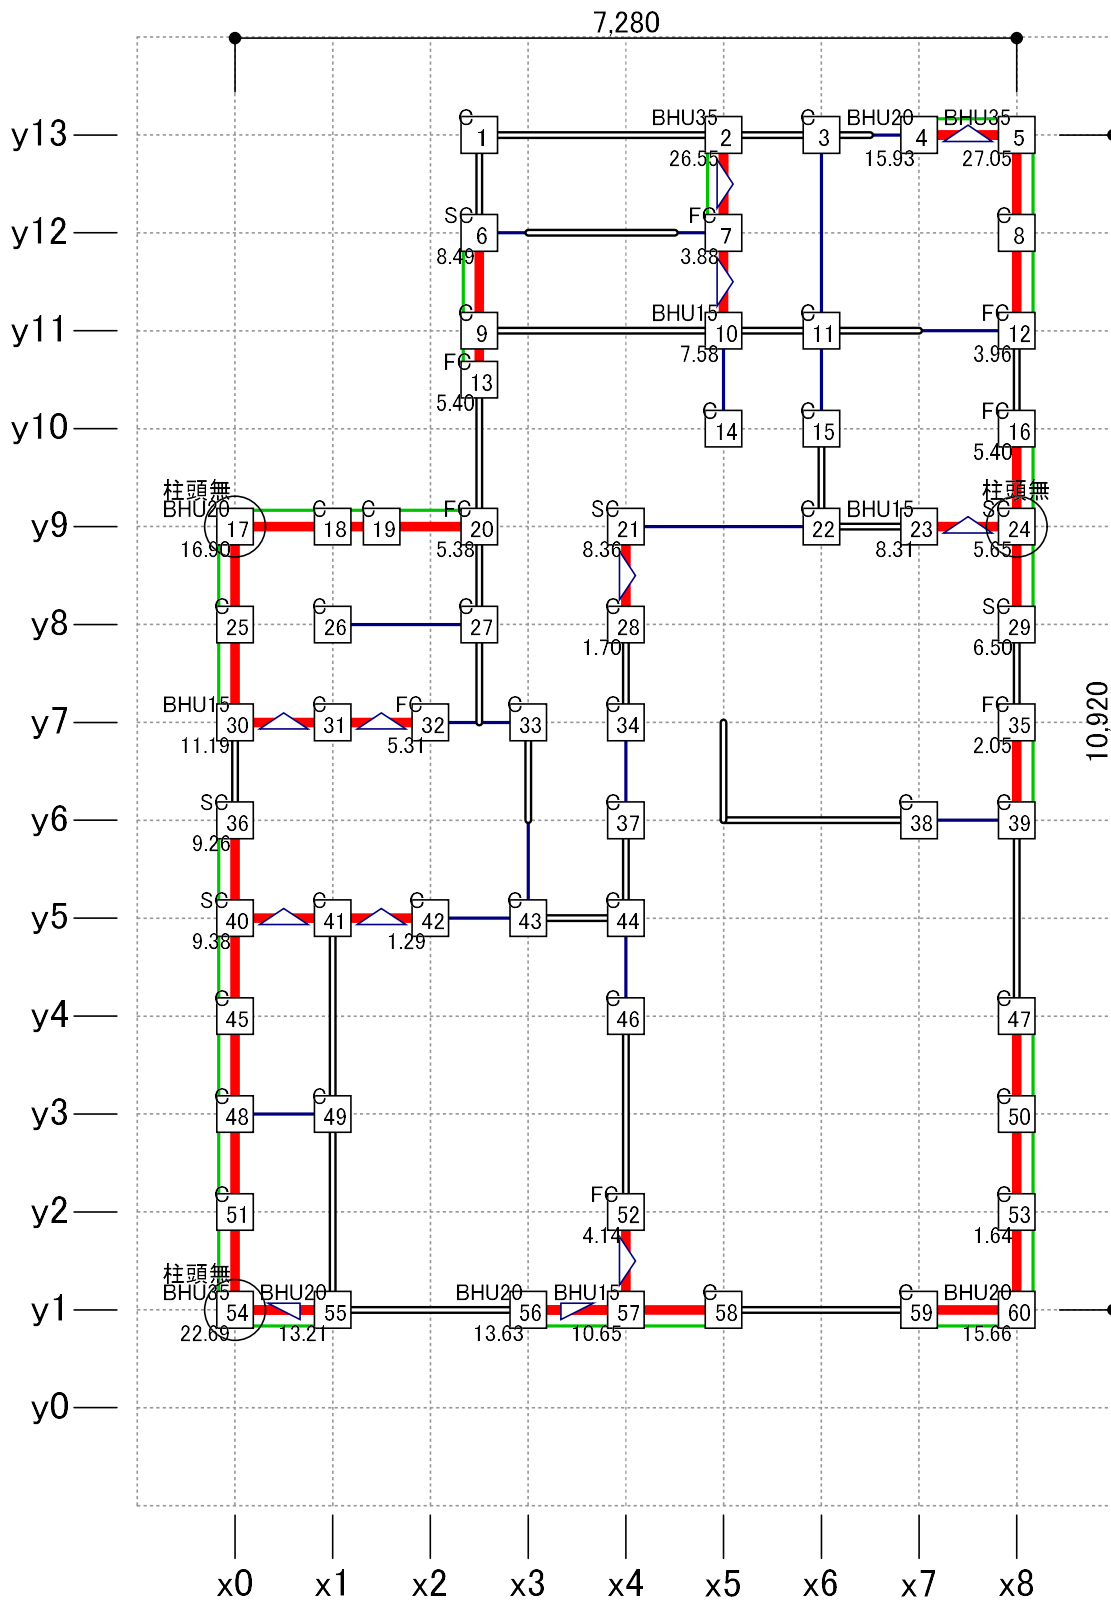 7,280
C BHU35 C BHU20 BHU35
y13 1 2 3 4 5
26.55 15.93 27.05
SC FC C
y12 6 7 8
8.49 3.88
C BHU15 C FC
y11 9 10 11 12
7.58 3.96
FC
13
5.40
C C FC
y10 14 15 16
5.40
柱頭無 柱頭無
BHU20 C C FC SC C BHU15 SC
y9 17 18 19 20 21 22 23 24
16.90 5.38 8.36 8.31 5.65
C C C C SC
y8 25 26 27 28 29
1.70 6.50
BHU15 C FC C C FC
y7 30 31 32 33 34 35
11.19 5.31 2.05
10,920
SC C C C
y6 36 37 38 39
9.26
SC C C C C
y5 40 41 42 43 44
9.38 1.29
C C C
y4 45 46 47
C C C
y3 48 49 50
C FC C
y2 51 52 53
4.14 1.64
柱頭無
BHU35 BHU20 BHU20 BHU15 C C BHU20
y1 54 55 56 57 58 59 60
22.69 13.21 13.63 10.65 15.66
y0
x0 x1 x2 x3 x4 x5 x6 x7 x8